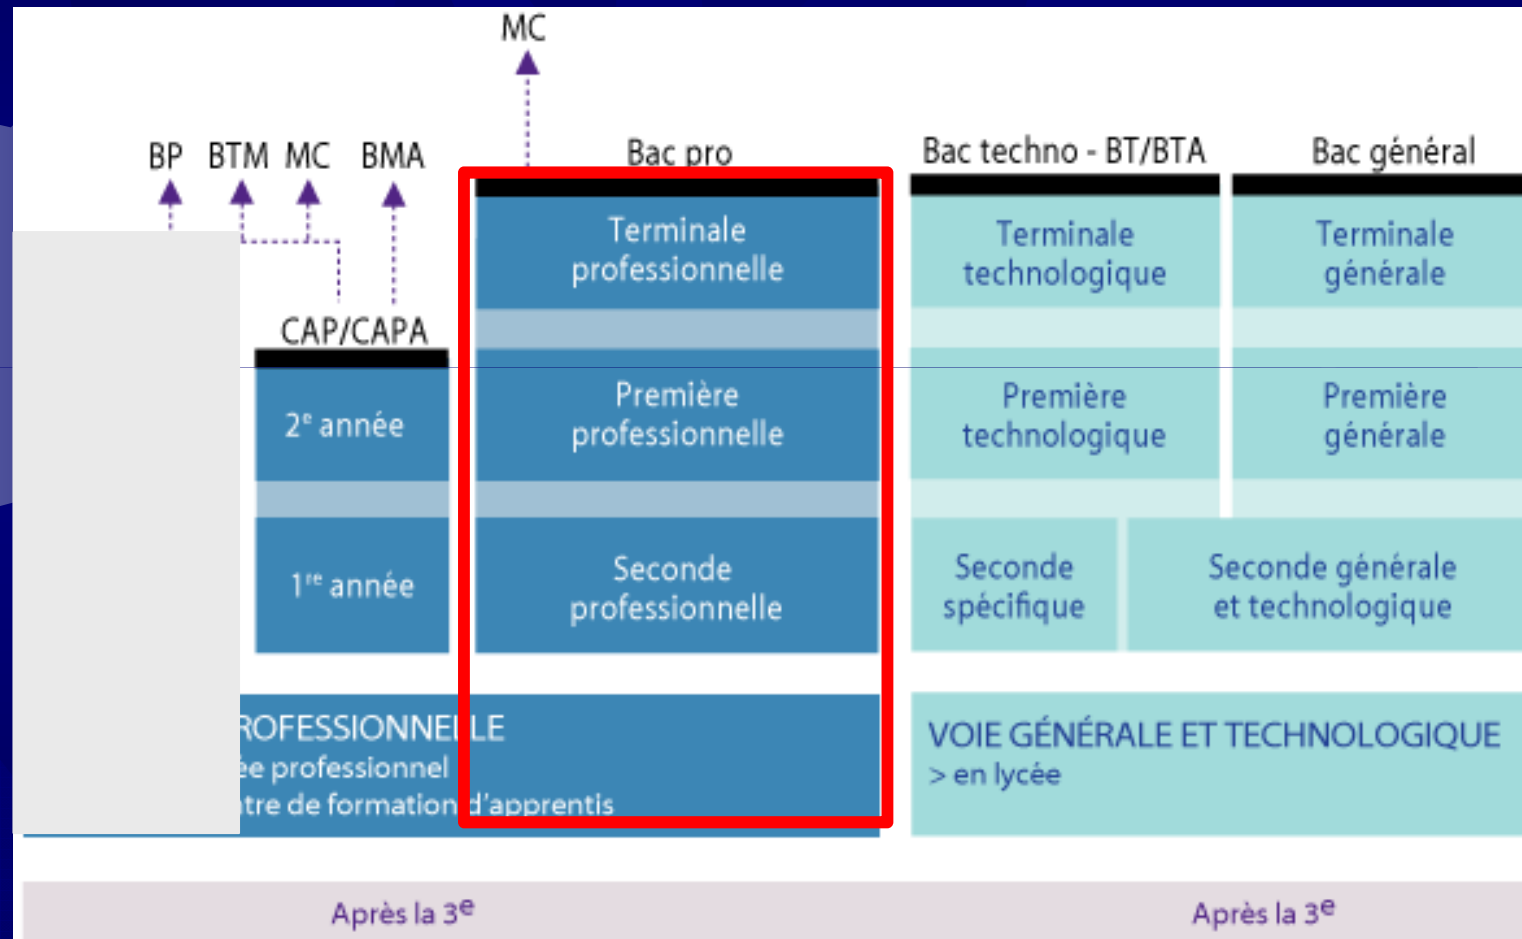 MC
BP BTM MC BMA
Bac pro
Bac techno - BT/BTA
Bac général
Terminale
professionnelle
Terminale
technologique
Terminale
générale
CAP/CAPA
2e année
Première
professionnelle
Première
technologique
Première
générale
1re année
Seconde
professionnelle
Seconde
spécifique
Seconde générale
et technologique
ROFESSIONNELLE
ée professionnel
tre de formation d'apprentis
VOIE GÉNÉRALE ET TECHNOLOGIQUE
> en lycée
Après la 3e
Après la 3e